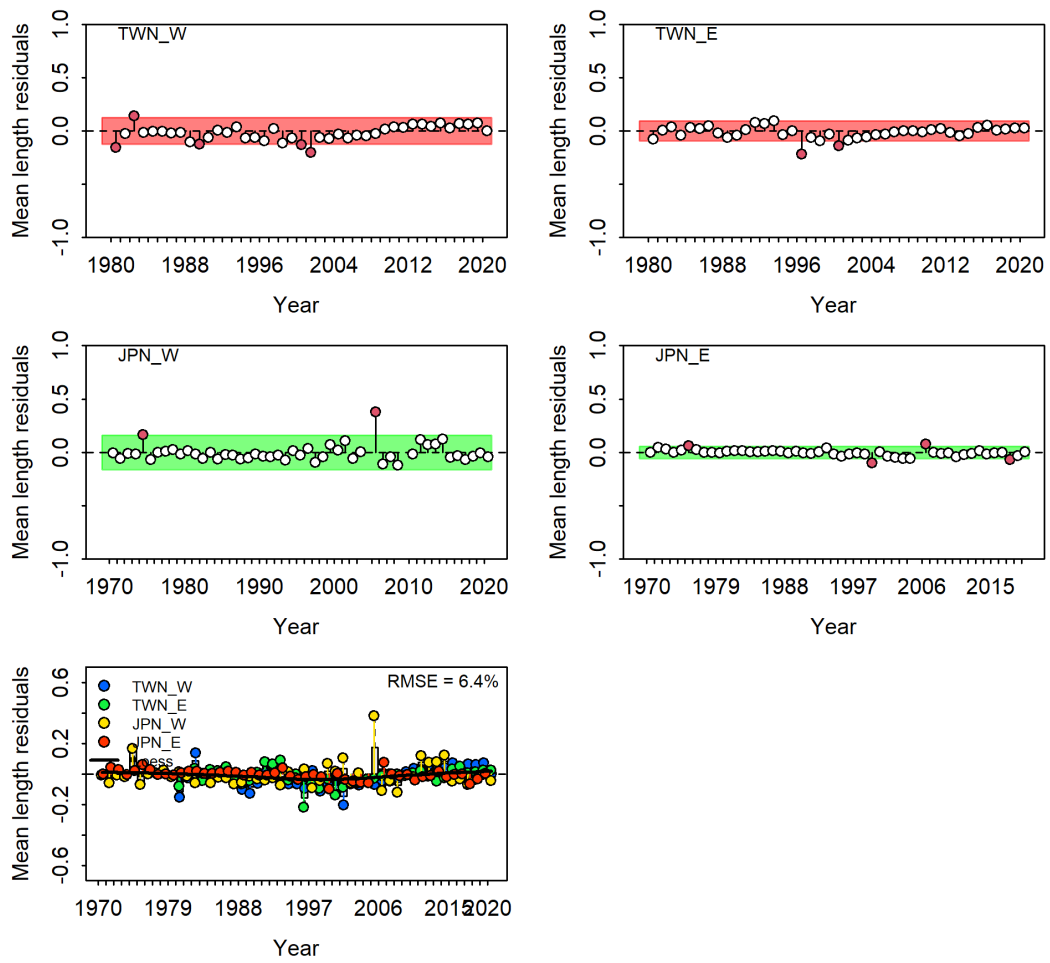 TWN_W
Mean length residuals
-1.0 0.0 0.5 1.0
1980 1988 1996 2004 2012 2020
Year
TWN_E
Mean length residuals
-1.0 0.0 0.5 1.0
1980 1988 1996 2004 2012 2020
Year
JPN_W
Mean length residuals
-1.0 0.0 0.5 1.0
1970 1980 1990 2000 2010 2020
Year
JPN_E
Mean length residuals
-1.0 0.0 0.5 1.0
1970 1979 1988 1997 2007 2015
Year
RMSE = 6.4%
TWN_W
TWN_E
JPN_W
JPN_E
Mean length residuals
-0.6 -0.2 0.2 0.6
1970 1979 1988 1997 2006 2015 2020
Year